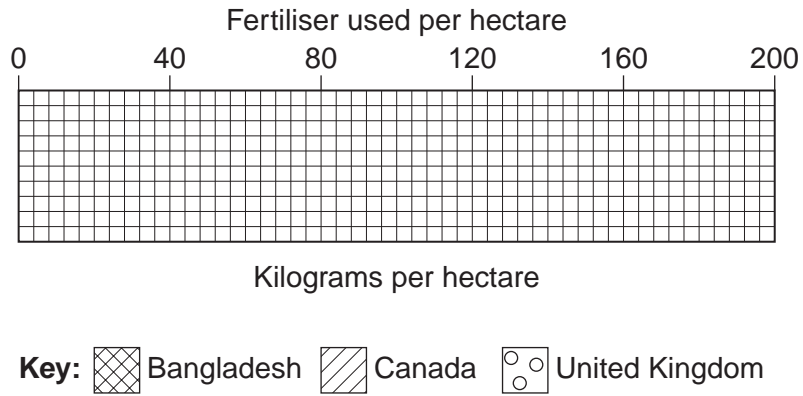 Fertiliser used per hectare
0 40 80 120 160 200
Kilograms per hectare
Key: Bangladesh Canada United Kingdom